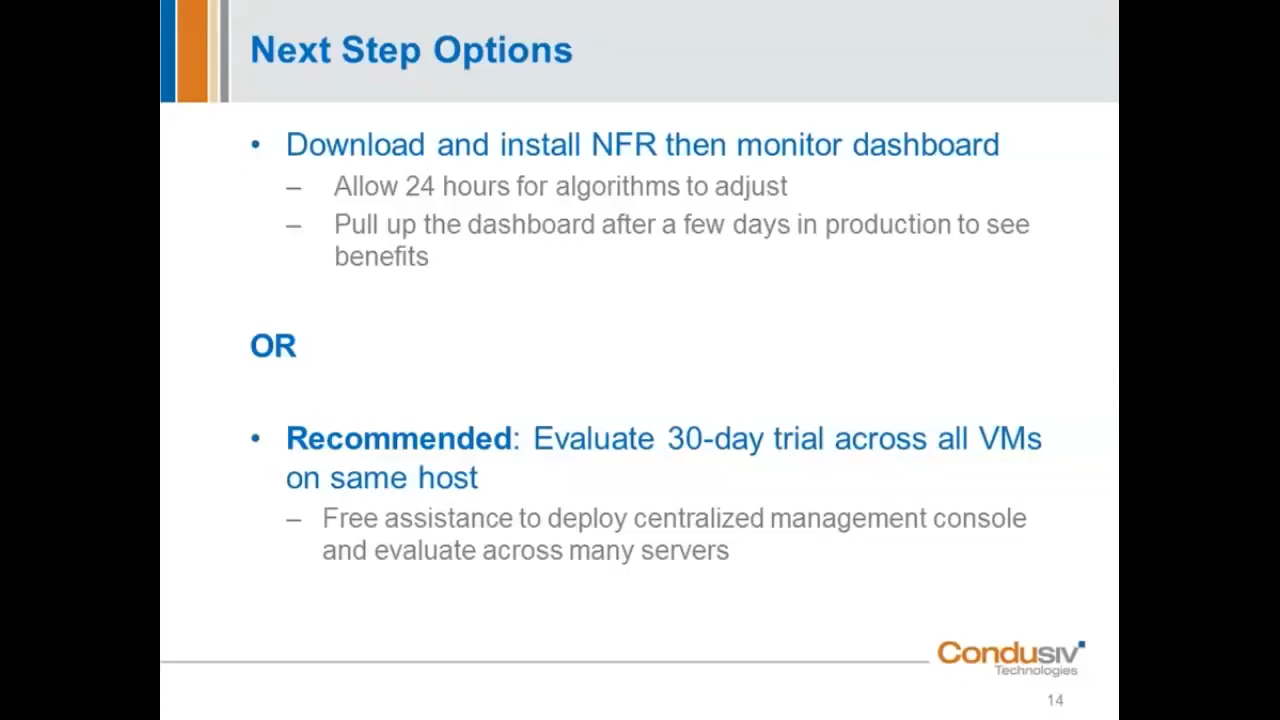 Next Step Options
• Download and install NFR then monitor dashboard
– Allow 24 hours for algorithms to adjust
– Pull up the dashboard after a few days in production to see
benefits
OR
• Recommended: Evaluate 30-day trial across all VMs
on same host
– Free assistance to deploy centralized management console
and evaluate across many servers
Condusiv
Technologies
14